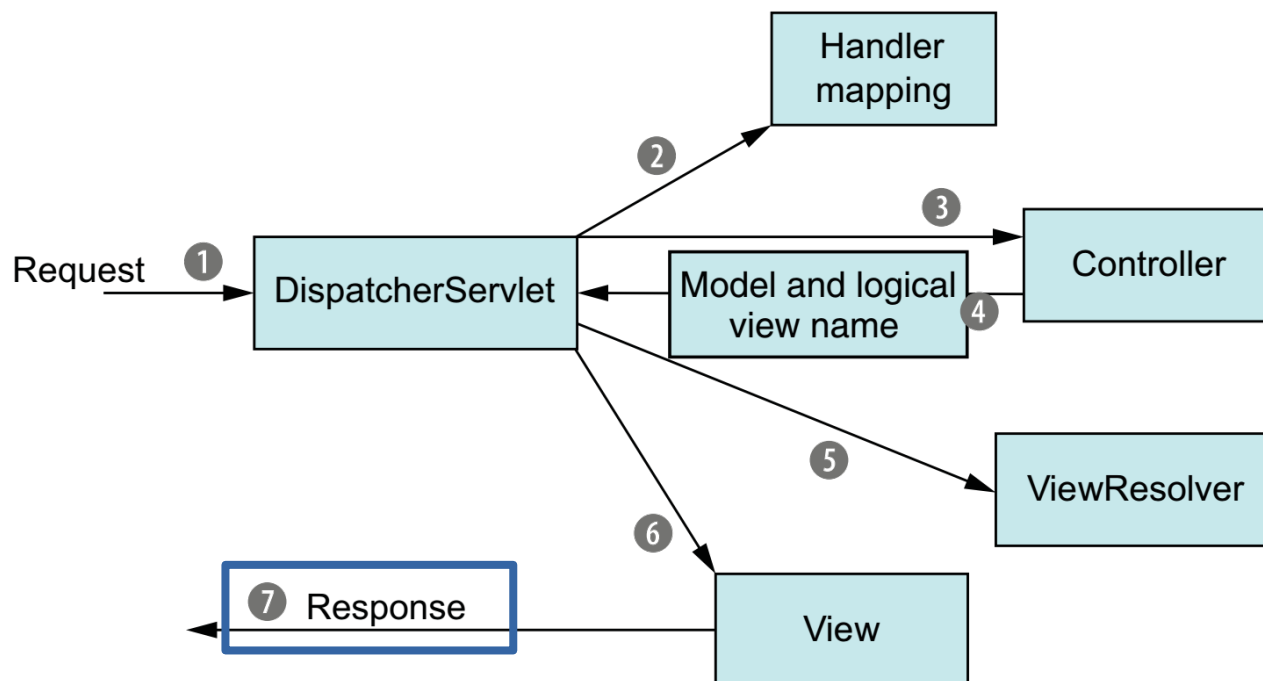 Handler
mapping
2
3
1
Request
DispatcherServlet
Model and logical
view name
4
Controller
5
ViewResolver
6
7 Response
View